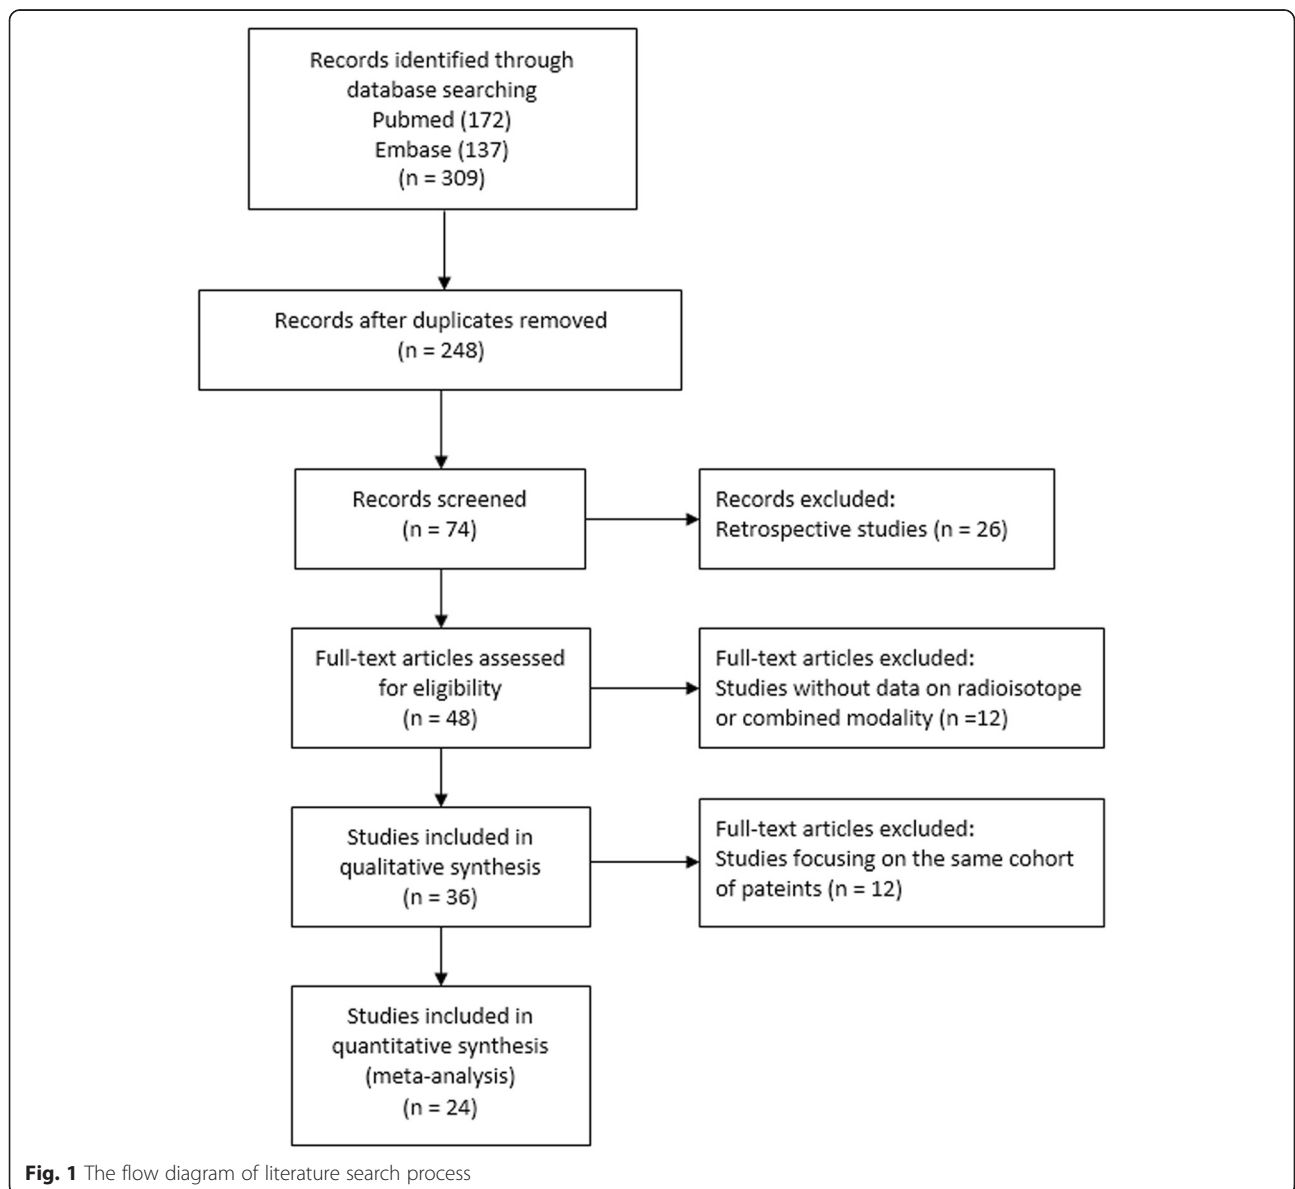 Records identified through
database searching
Pubmed (172)
Embase (137)
(n = 309)
Records after duplicates removed
(n = 248)
Records screened
(n = 74)
Records excluded:
Retrospective studies (n = 26)
Full-text articles assessed
for eligibility
(n = 48)
Full-text articles excluded:
Studies without data on radioisotope
or combined modality (n =12)
Studies included in
qualitative synthesis
(n = 36)
Full-text articles excluded:
Studies focusing on the same cohort
of pateints (n = 12)
Studies included in
quantitative synthesis
(meta-analysis)
(n = 24)
Fig. 1 The flow diagram of literature search process